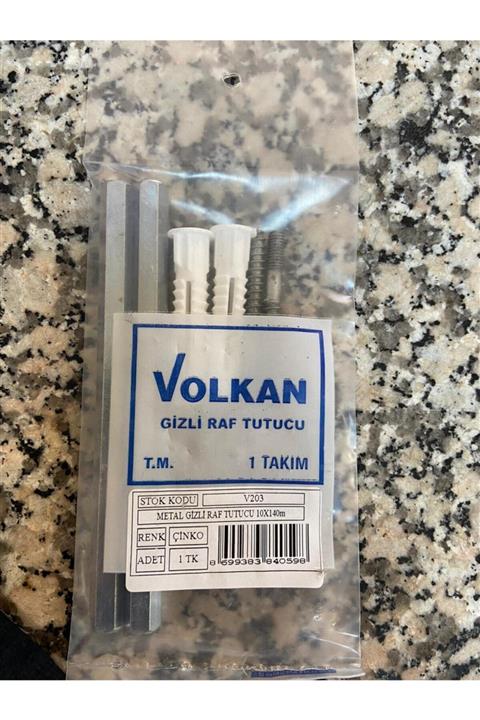 VOLKAN
GİZLİ RAF TUTUCU
T.M. 1 TAKIM
STOK KODU V203
METAL GİZLİ RAF TUTUCU 10X140m
RENK ÇİNKO
ADET 1 TK
8 699383 840598